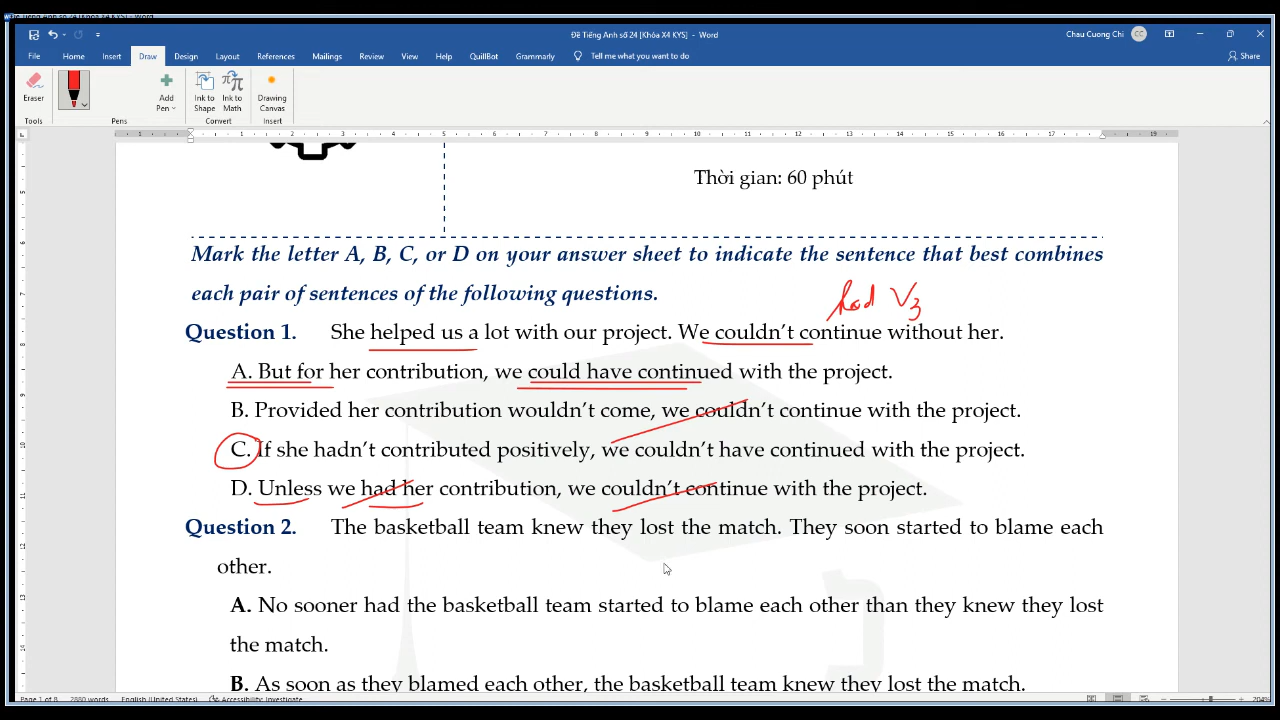 Đề Tiếng Anh số 24 [Khóa X4 KYS] - Word
Chau Cuong Chi CC
File Home Insert Draw Design Layout References Mailings Review View Help QuillBot Grammarly Tell me what you want to do Share
Eraser
Add Pen
Ink to Shape
Ink to Math
Drawing Canvas
Tools Pens Convert Insert
Thời gian: 60 phút
Mark the letter A, B, C, or D on your answer sheet to indicate the sentence that best combines
each pair of sentences of the following questions.
had V3
Question 1. She helped us a lot with our project. We couldn't continue without her.
A. But for her contribution, we could have continued with the project.
B. Provided her contribution wouldn't come, we couldn't continue with the project.
C. If she hadn't contributed positively, we couldn't have continued with the project.
D. Unless we had her contribution, we couldn't continue with the project.
Question 2. The basketball team knew they lost the match. They soon started to blame each
other.
A. No sooner had the basketball team started to blame each other than they knew they lost
the match.
B. As soon as they blamed each other, the basketball team knew they lost the match.
Page 1 of 8 2880 words English (United States) Accessibility: Investigate 204%